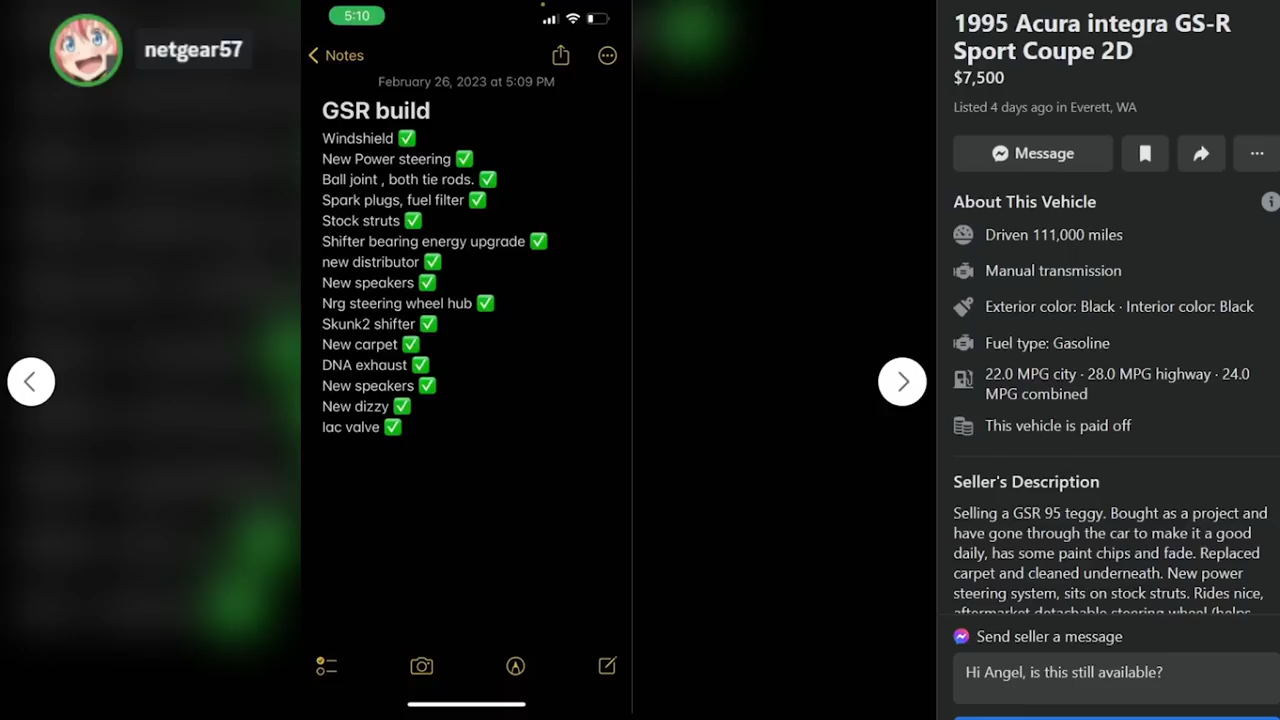 netgear57
5:10
Notes
February 26, 2023 at 5:09 PM
GSR build
Windshield ✅
New Power steering ✅
Ball joint , both tie rods. ✅
Spark plugs, fuel filter ✅
Stock struts ✅
Shifter bearing energy upgrade ✅
new distributor ✅
New speakers ✅
Nrg steering wheel hub ✅
Skunk2 shifter ✅
New carpet ✅
DNA exhaust ✅
New speakers ✅
New dizzy ✅
Iac valve ✅
1995 Acura integra GS-R
Sport Coupe 2D
$7,500
Listed 4 days ago in Everett, WA
Message
About This Vehicle
Driven 111,000 miles
Manual transmission
Exterior color: Black · Interior color: Black
Fuel type: Gasoline
22.0 MPG city · 28.0 MPG highway · 24.0
MPG combined
This vehicle is paid off
Seller's Description
Selling a GSR 95 teggy. Bought as a project and
have gone through the car to make it a good
daily, has some paint chips and fade. Replaced
carpet and cleaned underneath. New power
steering system, sits on stock struts. Rides nice,
aftermarket detachable steering wheel (helps
Send seller a message
Hi Angel, is this still available?